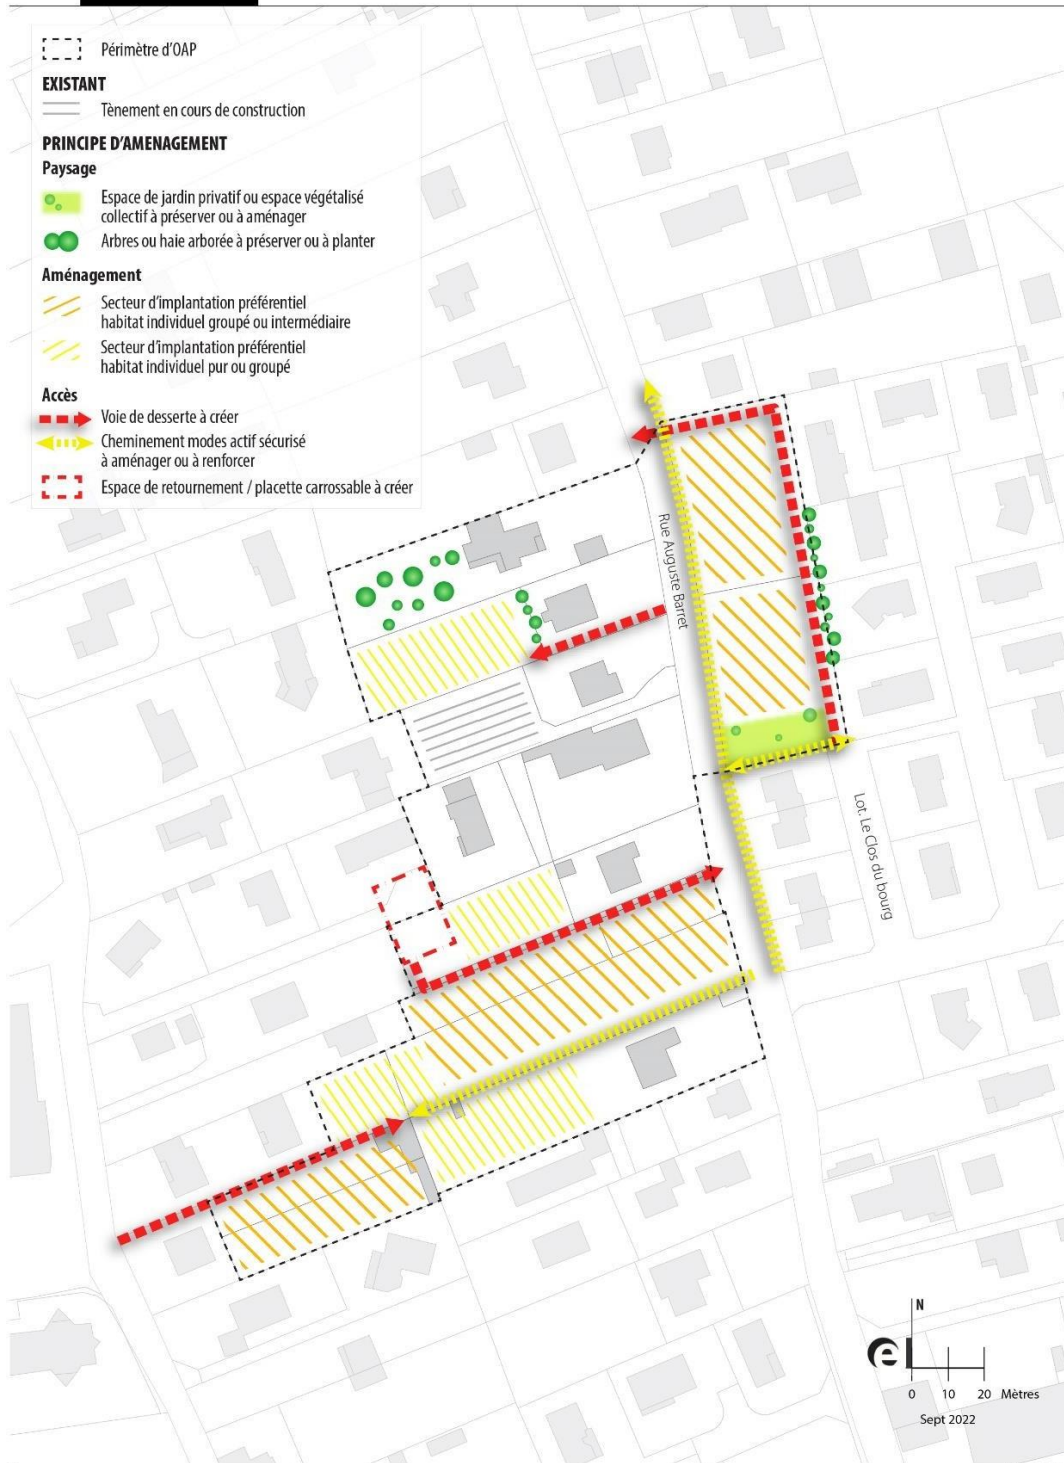 Périmètre d'OAP
EXISTANT
Tènement en cours de construction
PRINCIPE D'AMENAGEMENT
Paysage
Espace de jardin privatif ou espace végétalisé
collectif à préserver ou à aménager
Arbres ou haie arborée à préserver ou à planter
Aménagement
Secteur d'implantation préférentiel
habitat individuel groupé ou intermédiaire
Secteur d'implantation préférentiel
habitat individuel pur ou groupé
Accès
Voie de desserte à créer
Cheminement modes actif sécurisé
à aménager ou à renforcer
Espace de retournement / placette carrossable à créer
Rue Auguste Barret
Lot. Le Clos du bourg
N
e
0 10 20 Mètres
Sept 2022